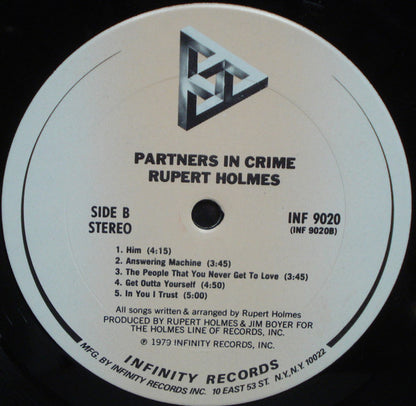 PARTNERS IN CRIME
RUPERT HOLMES
SIDE B
STEREO
INF 9020
(INF 9020B)
1. Him (4:15)
2. Answering Machine (3:45)
3. The People That You Never Get To Love (3:45)
4. Get Outta Yourself (4:50)
5. In You I Trust (5:00)
All songs written & arranged by Rupert Holmes
PRODUCED BY RUPERT HOLMES & JIM BOYER FOR
THE HOLMES LINE OF RECORDS, INC.
℗ 1979 INFINITY RECORDS, INC.
INFINITY RECORDS
MFG. BY INFINITY RECORDS INC. 10 EAST 53 ST. N.Y., N.Y. 10022